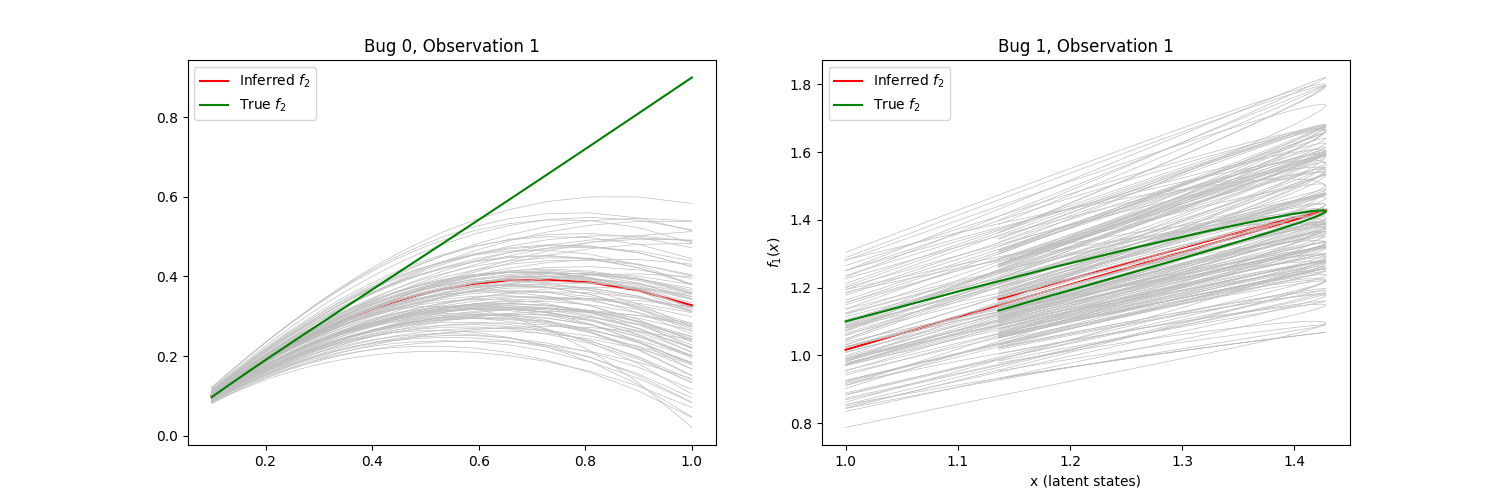 Bug 0, Observation 1
Inferred f₂
True f₂
0.8
0.6
0.4
0.2
0.0
0.2 0.4 0.6 0.8 1.0
Bug 1, Observation 1
Inferred f₂
True f₂
1.8
1.6
1.4
1.2
1.0
0.8
f₁(x)
1.0 1.1 1.2 1.3 1.4
x (latent states)